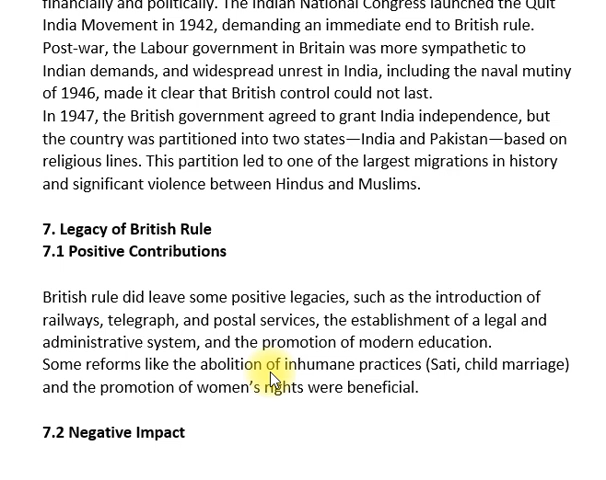 financially and politically. The Indian National Congress launched the Quit
India Movement in 1942, demanding an immediate end to British rule.
Post-war, the Labour government in Britain was more sympathetic to
Indian demands, and widespread unrest in India, including the naval mutiny
of 1946, made it clear that British control could not last.
In 1947, the British government agreed to grant India independence, but
the country was partitioned into two states—India and Pakistan—based on
religious lines. This partition led to one of the largest migrations in history
and significant violence between Hindus and Muslims.
7. Legacy of British Rule
7.1 Positive Contributions
British rule did leave some positive legacies, such as the introduction of
railways, telegraph, and postal services, the establishment of a legal and
administrative system, and the promotion of modern education.
Some reforms like the abolition of inhumane practices (Sati, child marriage)
and the promotion of women’s rights were beneficial.
7.2 Negative Impact